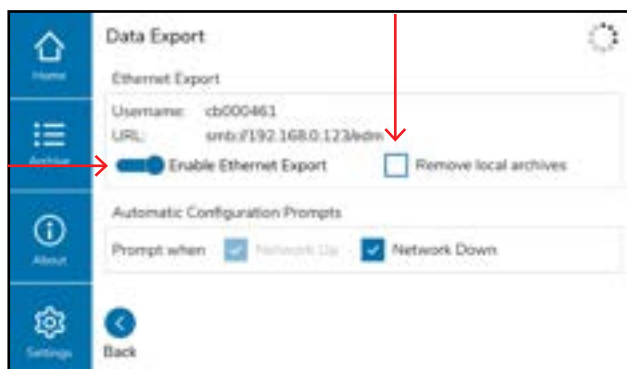 Data Export
Home
Ethernet Export
Username: cb000461
URL: smb://192.168.0.123/edm
Archive
Enable Ethernet Export
Remove local archives
Automatic Configuration Prompts
About
Prompt when Network Up Network Down
Settings
Back